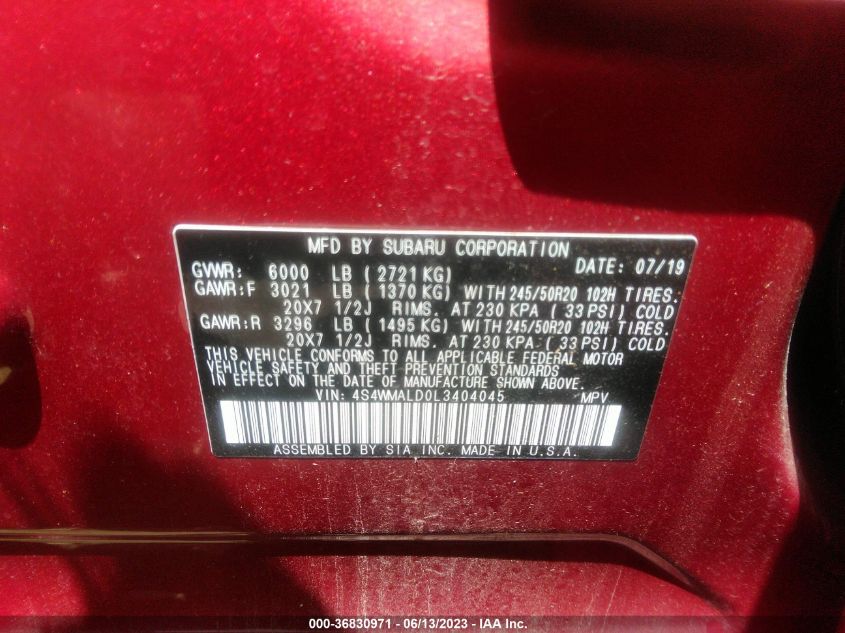 MFD BY SUBARU CORPORATION
GVWR: 6000 LB (2721 KG) DATE: 07/19
GAWR:F 3021 LB (1370 KG) WITH 245/50R20 102H TIRES.
20X7 1/2J RIMS. AT 230 KPA (33 PSI) COLD
GAWR:R 3296 LB (1495 KG) WITH 245/50R20 102H TIRES.
20X7 1/2J RIMS. AT 230 KPA (33 PSI) COLD
THIS VEHICLE CONFORMS TO ALL APPLICABLE FEDERAL MOTOR
VEHICLE SAFETY AND THEFT PREVENTION STANDARDS
IN EFFECT ON THE DATE OF MANUFACTURE SHOWN ABOVE.
VIN: 4S4WMALD0L3404045 MPV
ASSEMBLED BY SIA INC. MADE IN U.S.A.
000-36830971 - 06/13/2023 - IAA Inc.